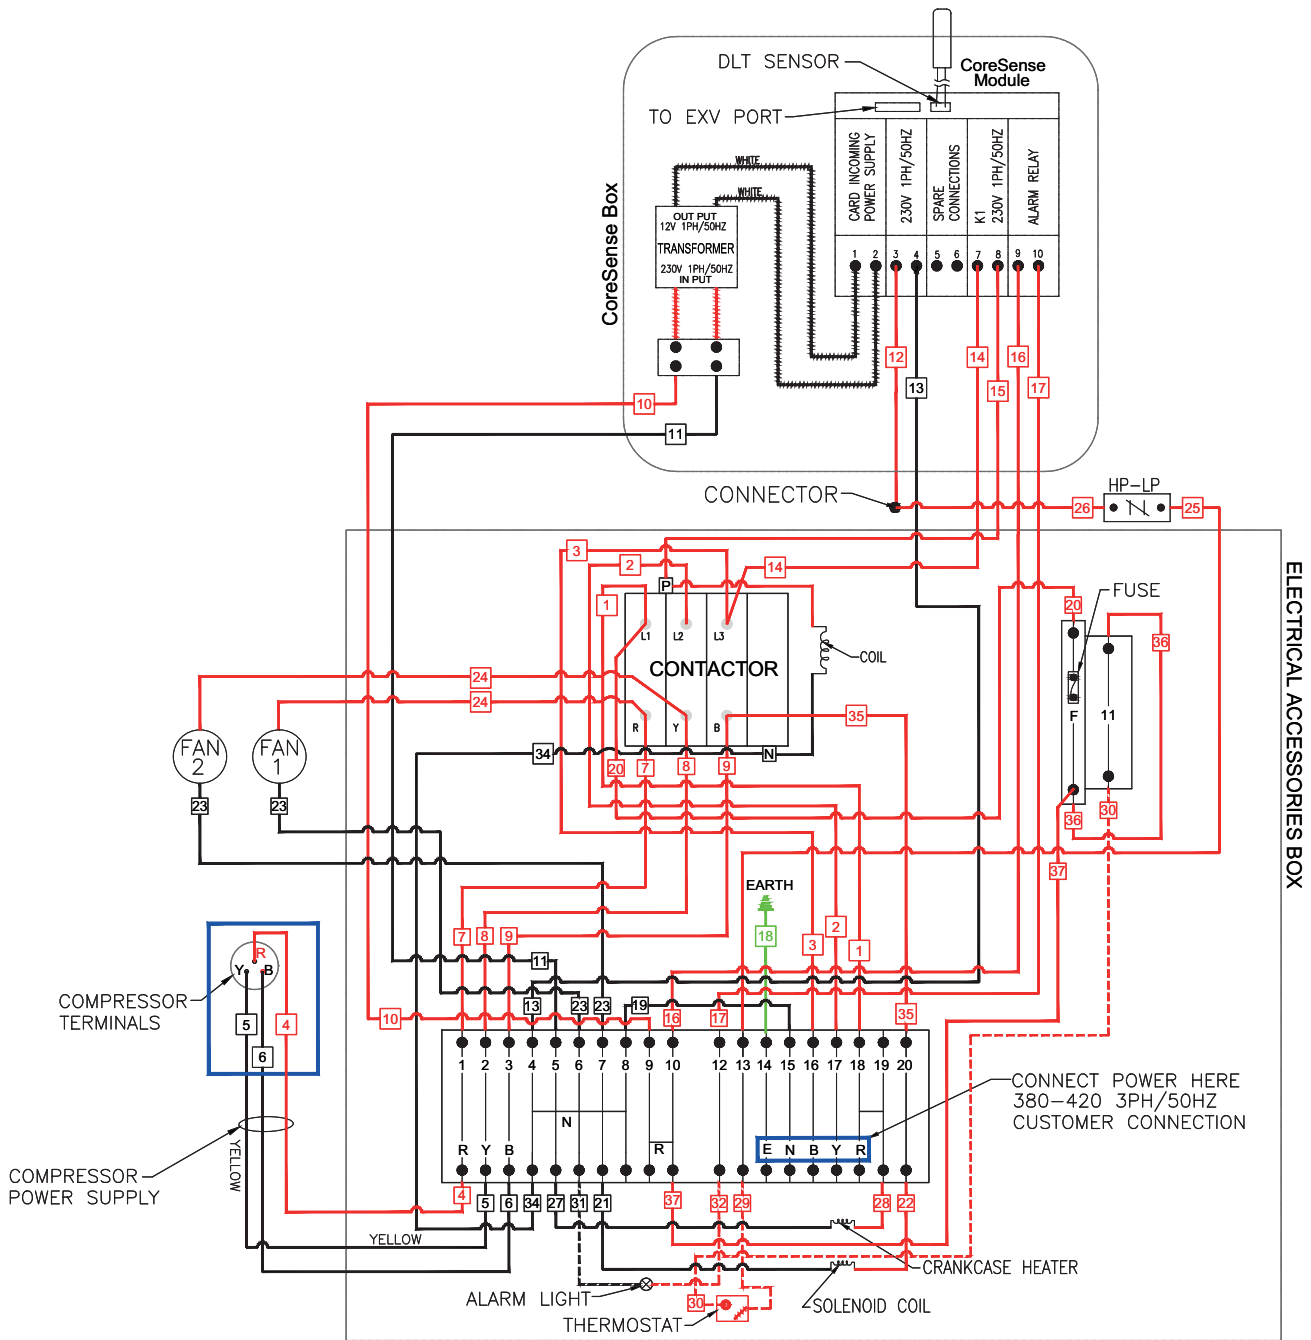 DLT SENSOR
CoreSense
Module
TO EXV PORT
CARD INCOMING
POWER SUPPLY
230V 1PH/50HZ
SPARE
CONNECTIONS
K1
230V 1PH/50HZ
ALARM RELAY
1 2 3 4 5 6 7 8 9 10
WHITE
WHITE
CoreSense Box
OUT PUT
12V 1PH/50HZ
TRANSFORMER
230V 1PH/50HZ
IN PUT
12 13 14 15 16 17
10
11
CONNECTOR
HP-LP
26 25
ELECTRICAL ACCESSORIES BOX
3
2
14
1
P
L1 L2 L3
CONTACTOR
COIL
R Y B
N
20
FUSE
36
F
11
36
30
37
24
24
35
34
20
7
8
9
FAN
2
FAN
1
23 23
EARTH
18
7 8 9
3 2 1
11
13 23 23 19
10
16 17
35
R
Y B
COMPRESSOR
TERMINALS
5 4
6
1 2 3 4 5 6 7 8 9 10 12 13 14 15 16 17 18 19 20
N
R Y B
R
E N B Y R
CONNECT POWER HERE
380-420 3PH/50HZ
CUSTOMER CONNECTION
COMPRESSOR
POWER SUPPLY
YELLOW
4 5 6 34 27 31 21 37 32 29 28 22
YELLOW
CRANKCASE HEATER
ALARM LIGHT
30
SOLENOID COIL
THERMOSTAT